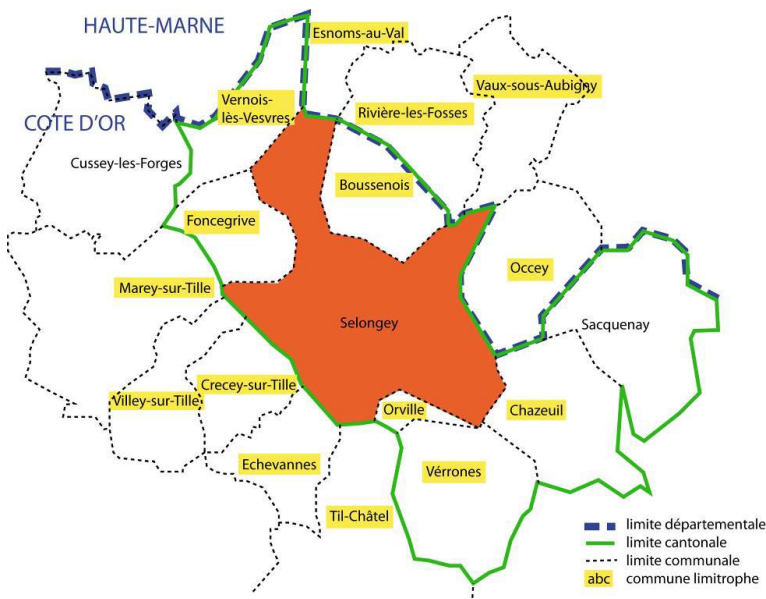 HAUTE-MARNE
Esnoms-au-Val
Vaux-sous-Aubigny
Vernois-
lès-Vesvres
Rivière-les-Fosses
COTE D'OR
Cussey-les-Forges
Boussenois
Foncegrive
Occey
Marey-sur-Tille
Selongey
Sacquenay
Crecey-sur-Tille
Villey-sur-Tille
Orville
Chazeuil
Echevannes
Vérrones
Til-Châtel
limite départementale
limite cantonale
limite communale
abc commune limitrophe